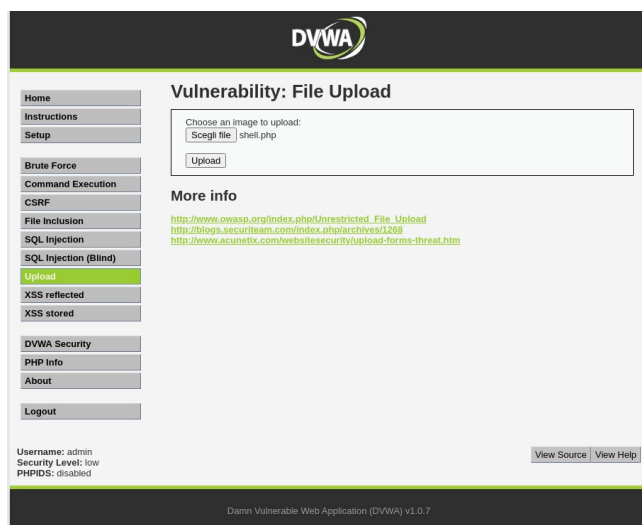 DVWA
Home
Instructions
Setup
Brute Force
Command Execution
CSRF
File Inclusion
SQL Injection
SQL Injection (Blind)
Upload
XSS reflected
XSS stored
DVWA Security
PHP Info
About
Logout
Vulnerability: File Upload
Choose an image to upload:
Scegli file shell.php
Upload
More info
http://www.owasp.org/index.php/Unrestricted_File_Upload
http://blogs.securiteam.com/index.php/archives/1268
http://www.acunetix.com/websitesecurity/upload-forms-threat.htm
Username: admin
Security Level: low
PHPIDS: disabled
View Source View Help
Damn Vulnerable Web Application (DVWA) v1.0.7